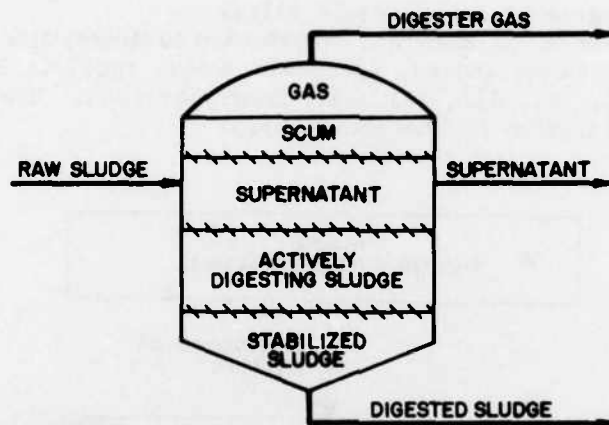 DIGESTER GAS
GAS
SCUM
RAW SLUDGE
SUPERNATANT
SUPERNATANT
ACTIVELY
DIGESTING SLUDGE
STABILIZED
SLUDGE
DIGESTED SLUDGE